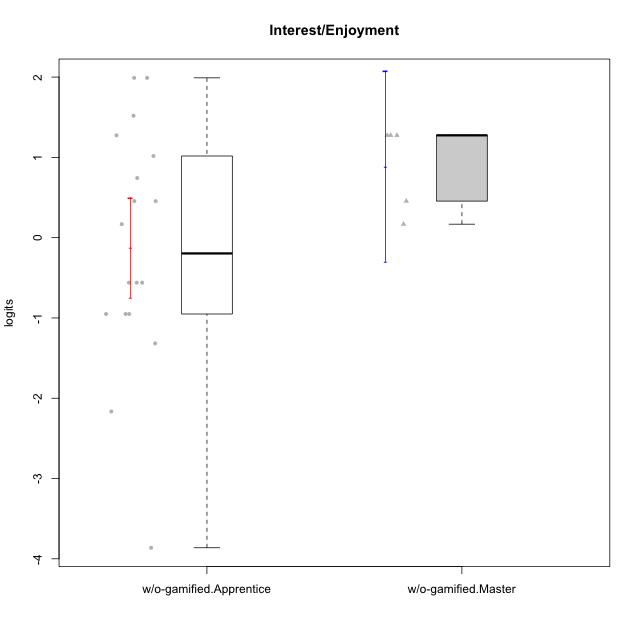 Interest/Enjoyment
logits
2
1
0
-1
-2
-3
-4
w/o-gamified.Apprentice
w/o-gamified.Master